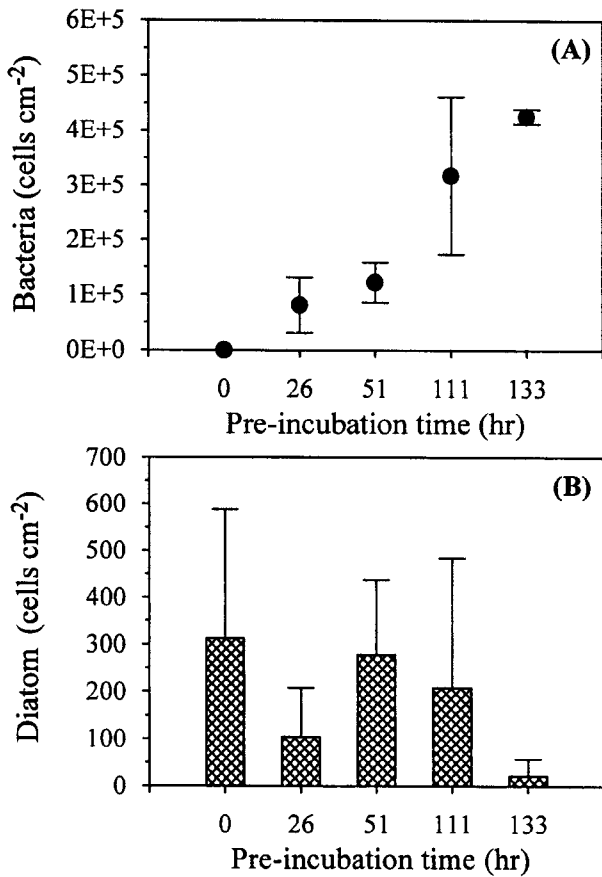 (A)
Bacteria (cells cm-2)
6E+5
5E+5
4E+5
3E+5
2E+5
1E+5
0E+0
0 26 51 111 133
Pre-incubation time (hr)
(B)
Diatom (cells cm-2)
700
600
500
400
300
200
100
0
0 26 51 111 133
Pre-incubation time (hr)